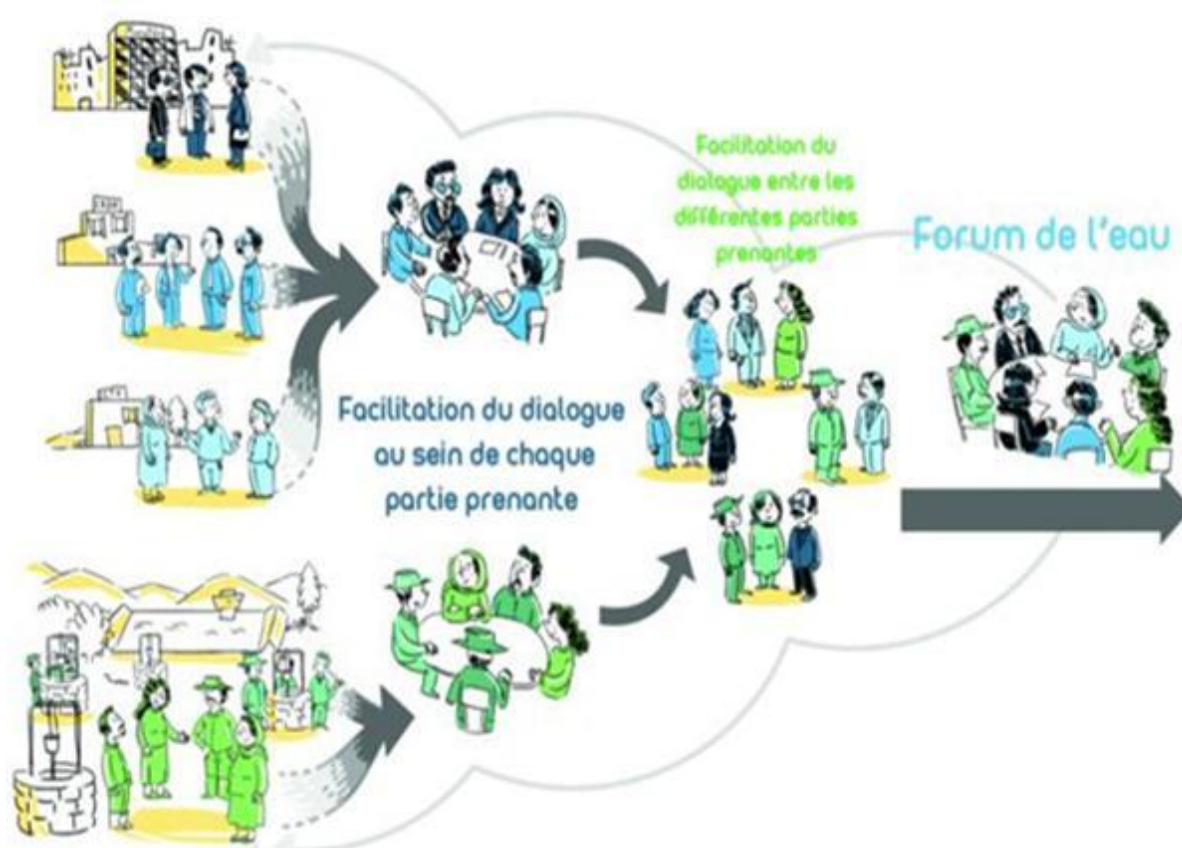 Facilitation du
dialogue entre les
différentes parties
prenantes
Forum de l'eau
Facilitation du dialogue
au sein de chaque
partie prenante